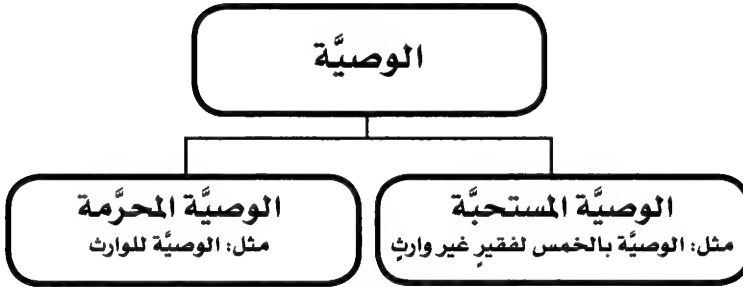 الوصيَّة
الوصيَّة المستحبَّة
مثل: الوصيَّة بالخمس لفقيرٍ غير وارثٍ
الوصيَّة المحرَّمة
مثل: الوصيَّة للوارث